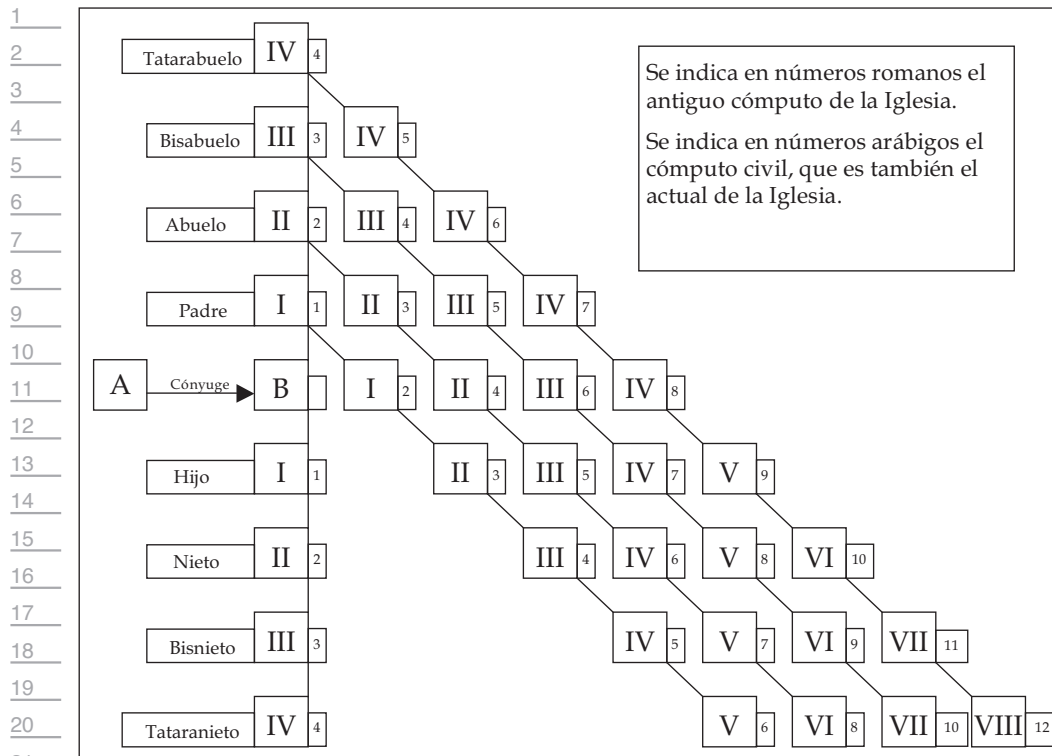 1
2
3
4
5
6
7
8
9
10
11
12
13
14
15
16
17
18
19
20
Se indica en números romanos el
antiguo cómputo de la Iglesia.
Se indica en números arábigos el
cómputo civil, que es también el
actual de la Iglesia.
Tatarabuelo IV 4
Bisabuelo III 3 IV 5
Abuelo II 2 III 4 IV 6
Padre I 1 II 3 III 5 IV 7
A Cónyuge B I 2 II 4 III 6 IV 8
Hijo I 1 II 3 III 5 IV 7 V 9
Nieto II 2 III 4 IV 6 V 8 VI 10
Bisnieto III 3 IV 5 V 7 VI 9 VII 11
Tataranieto IV 4 V 6 VI 8 VII 10 VIII 12